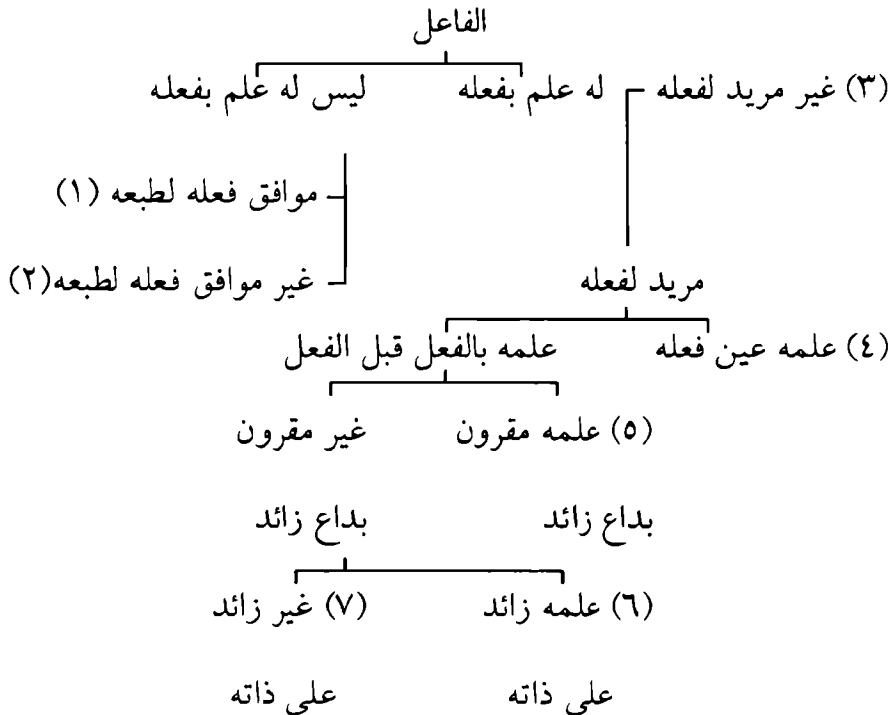 الفاعل
(٣) غير مريد لفعله له علم بفعله ليس له علم بفعله
موافق فعله لطبعه (١)
مريد لفعله غير موافق فعله لطبعه(٢)
(٤) علمه عين فعله علمه بالفعل قبل الفعل
(٥) علمه مقرون غير مقرون
بداع زائد بداع زائد
(٦) علمه زائد (٧) غير زائد
على ذاته على ذاته